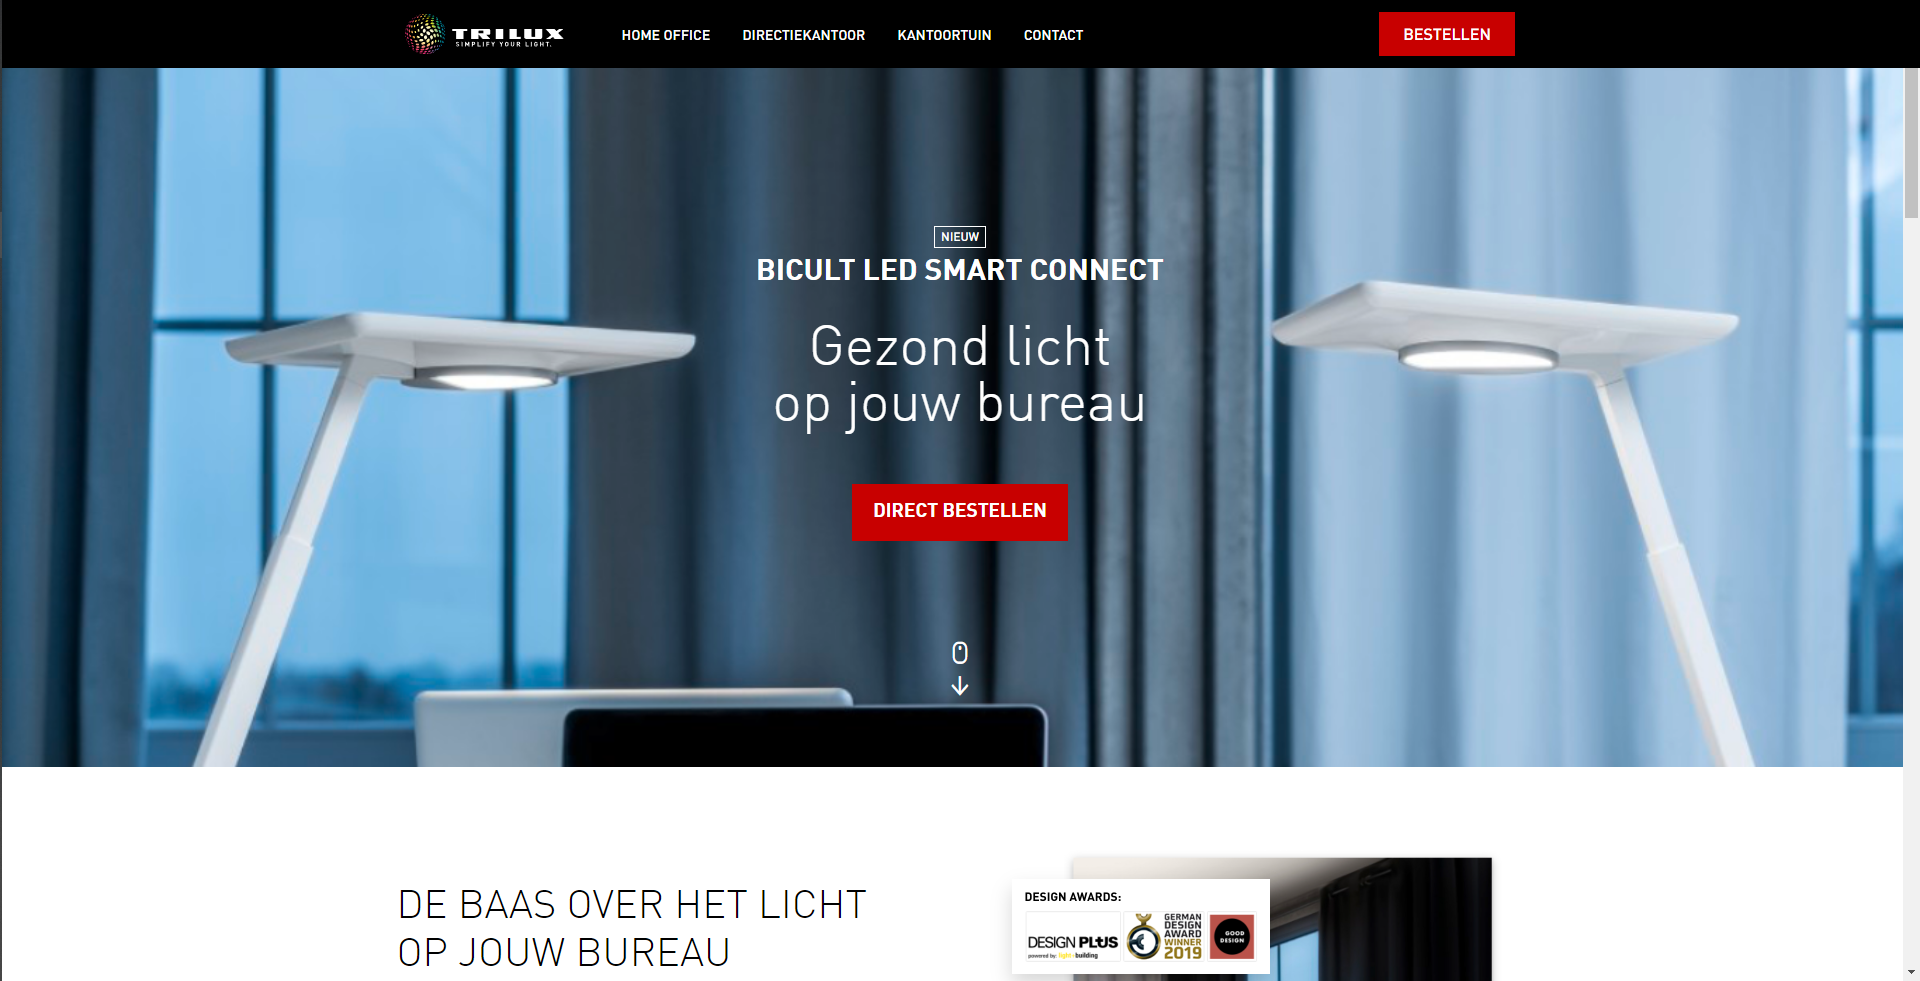 TRILUX
SIMPLIFY YOUR LIGHT.
HOME OFFICE
DIRECTIEKANTOOR
KANTOORTUIN
CONTACT
BESTELLEN
NIEUW
BICULT LED SMART CONNECT
Gezond licht
op jouw bureau
DIRECT BESTELLEN
DE BAAS OVER HET LICHT
OP JOUW BUREAU
DESIGN AWARDS:
DESIGN PLUS
powered by: light+building
GERMAN
DESIGN
AWARD
WINNER
2019
GOOD
DESIGN